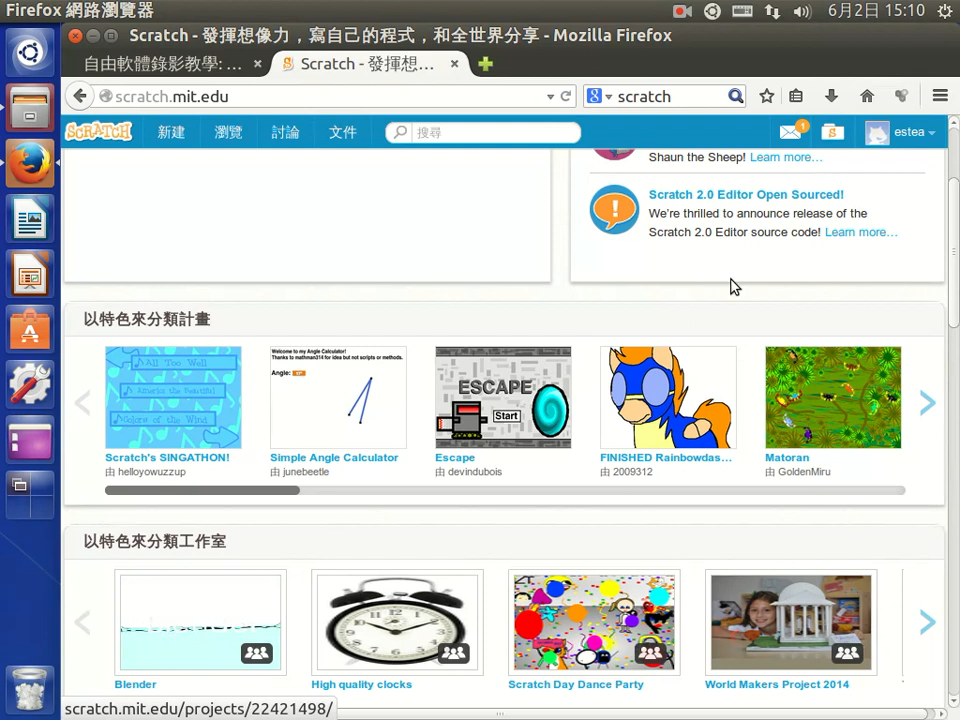 Firefox 網路瀏覽器
6月2日 15:10
Scratch - 發揮想像力，寫自己的程式，和全世界分享 - Mozilla Firefox
自由軟體錄影教學: ...
Scratch - 發揮想...
scratch.mit.edu
scratch
SCRATCH
新建
瀏覽
討論
文件
搜尋
1
estea
Shaun the Sheep! Learn more…
Scratch 2.0 Editor Open Sourced!
We're thrilled to announce release of the
Scratch 2.0 Editor source code! Learn more…
以特色來分類計畫
All Too Well
America the Beautiful
Colors of the Wind
Welcome to my Angle Calculator!
Thanks to mathman314 for idea but not scripts or methods.
Angle:
ESCAPE
Start
Scratch's SINGATHON!
由 helloyowuzzup
Simple Angle Calculator
由 junebeetle
Escape
由 devindubois
FINISHED Rainbowdas…
由 2009312
Matoran
由 GoldenMiru
以特色來分類工作室
Blender
High quality clocks
Scratch Day Dance Party
World Makers Project 2014
scratch.mit.edu/projects/22421498/